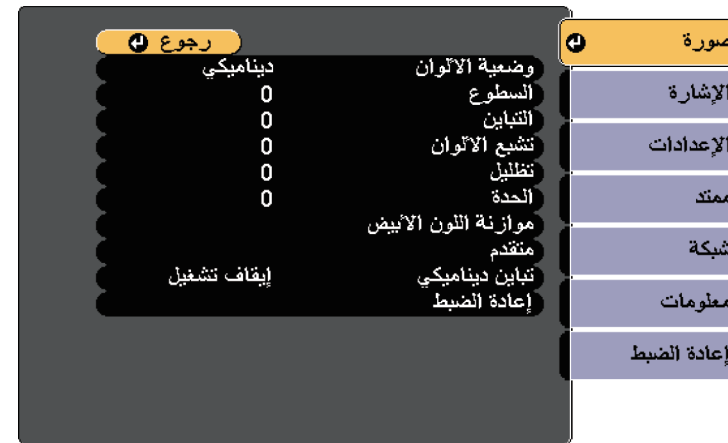 صورة
الإشارة
الإعدادات
ممتد
شبكة
معلومات
إعادة الضبط
رجوع
وضعية الألوان ديناميكي
السطوع 0
التباين 0
تشبع الألوان 0
تظليل 0
الحدة 0
موازنة اللون الأبيض
متقدم
تباين ديناميكي إيقاف تشغيل
إعادة الضبط